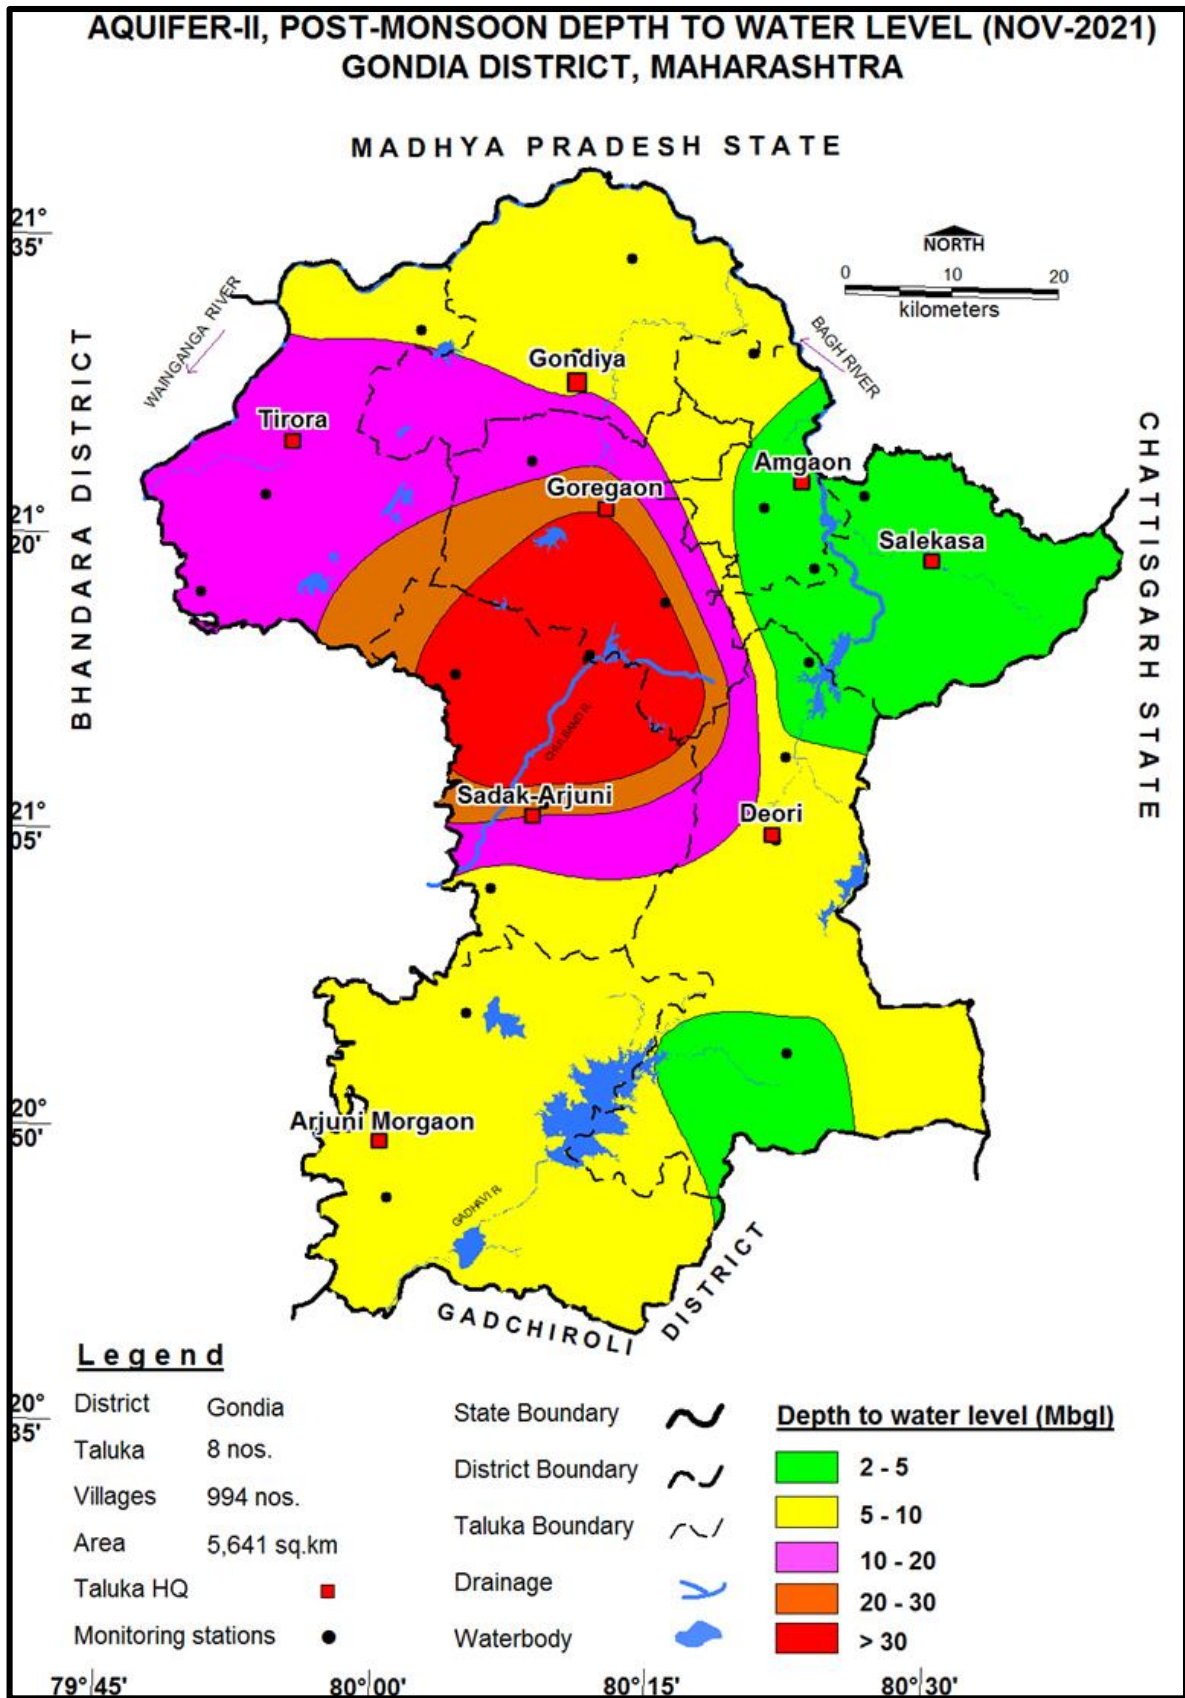 AQUIFER-II, POST-MONSOON DEPTH TO WATER LEVEL (NOV-2021)
GONDIA DISTRICT, MAHARASHTRA
MADHYA PRADESH STATE
21°
35'
NORTH
0 10 20
kilometers
WAINGANGA RIVER
BAGH RIVER
BHANDARA DISTRICT
CHATTISGARH STATE
Gondiya
Tirora
Amgaon
Goregaon
21°
20'
Salekasa
CHULBAND R.
Sadak-Arjuni
Deori
21°
05'
20°
50'
Arjuni Morgaon
GADHAVI R.
GADCHIROLI DISTRICT
Legend
District Gondia
Taluka 8 nos.
Villages 994 nos.
Area 5,641 sq.km
Taluka HQ
Monitoring stations
State Boundary
District Boundary
Taluka Boundary
Drainage
Waterbody
Depth to water level (Mbgl)
2 - 5
5 - 10
10 - 20
20 - 30
> 30
20°
35'
79°45' 80°00' 80°15' 80°30'